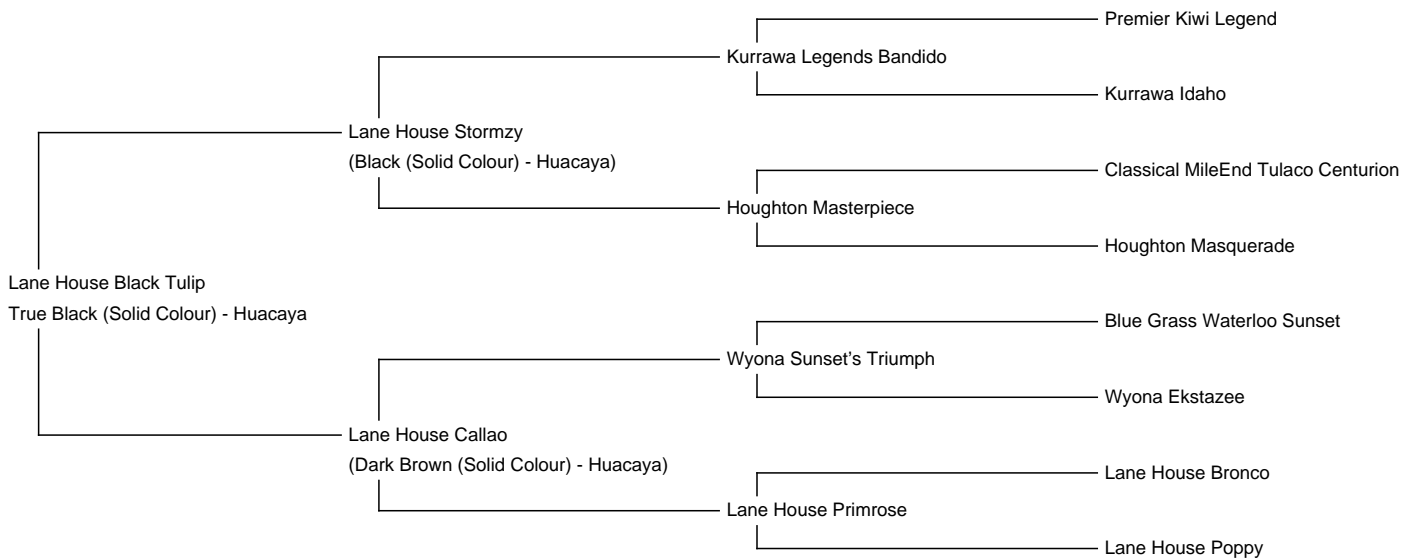 Premier Kiwi Legend
Kurrawa Legends Bandido
Kurrawa Idaho
Lane House Stormzy
(Black (Solid Colour) - Huacaya)
Classical MileEnd Tulaco Centurion
Houghton Masterpiece
Houghton Masquerade
Lane House Black Tulip
True Black (Solid Colour) - Huacaya
Blue Grass Waterloo Sunset
Wyona Sunset's Triumph
Wyona Ekstazee
Lane House Callao
(Dark Brown (Solid Colour) - Huacaya)
Lane House Bronco
Lane House Primrose
Lane House Poppy